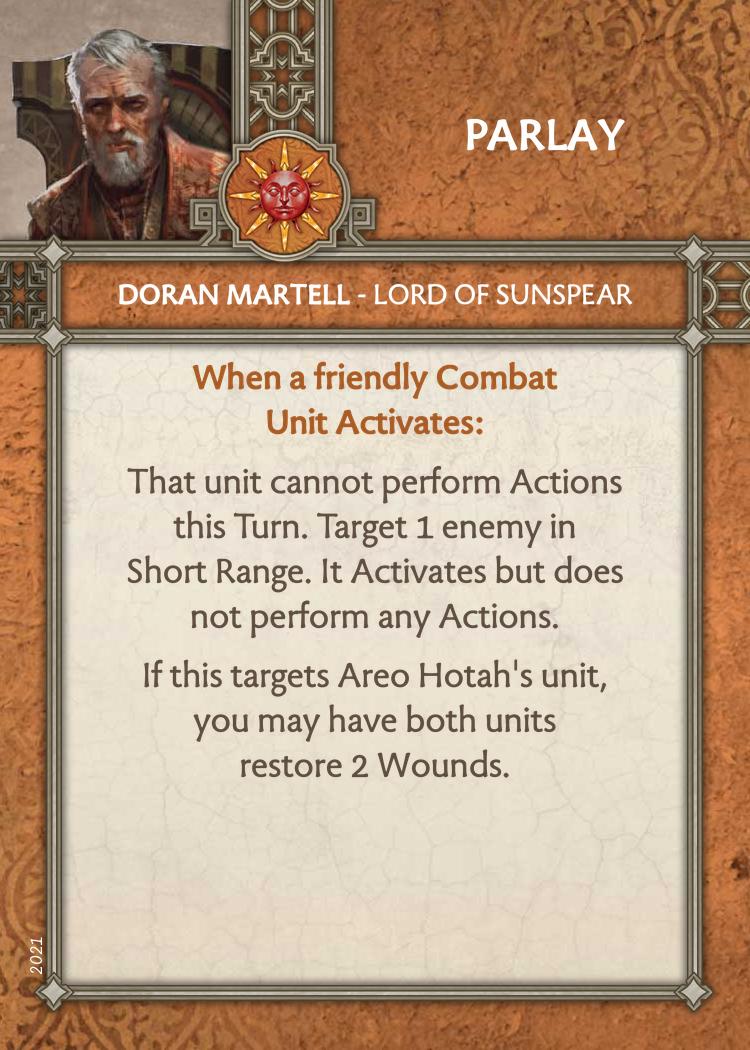 PARLAY
DORAN MARTELL - LORD OF SUNSPEAR
When a friendly Combat
Unit Activates:
That unit cannot perform Actions
this Turn. Target 1 enemy in
Short Range. It Activates but does
not perform any Actions.
If this targets Areo Hotah's unit,
you may have both units
restore 2 Wounds.
2021